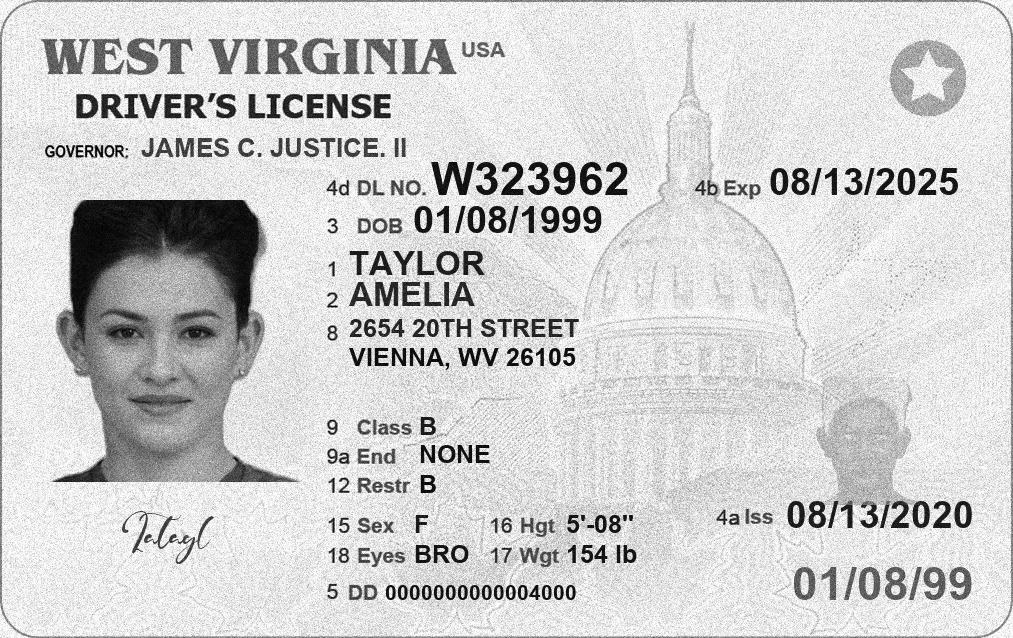 WEST VIRGINIA USA
DRIVER'S LICENSE
GOVERNOR: JAMES C. JUSTICE. II
4d DL NO. W323962 4b Exp 08/13/2025
3 DOB 01/08/1999
1 TAYLOR
2 AMELIA
8 2654 20TH STREET
VIENNA, WV 26105
9 Class B
9a End NONE
12 Restr B
15 Sex F 16 Hgt 5'-08" 4a Iss 08/13/2020
18 Eyes BRO 17 Wgt 154 lb
5 DD 0000000000004000 01/08/99